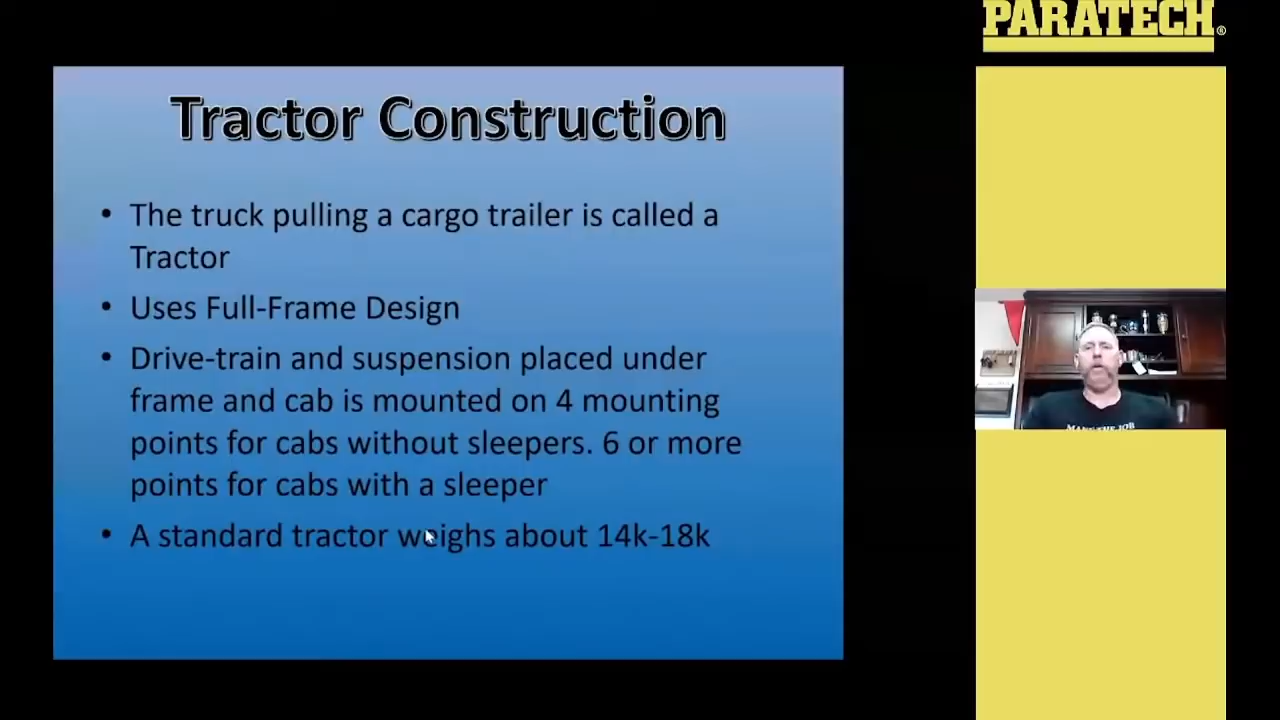 PARATECH®
Tractor Construction
• The truck pulling a cargo trailer is called a
Tractor
• Uses Full-Frame Design
• Drive-train and suspension placed under
frame and cab is mounted on 4 mounting
points for cabs without sleepers. 6 or more
points for cabs with a sleeper
• A standard tractor weighs about 14k-18k
THE JOB